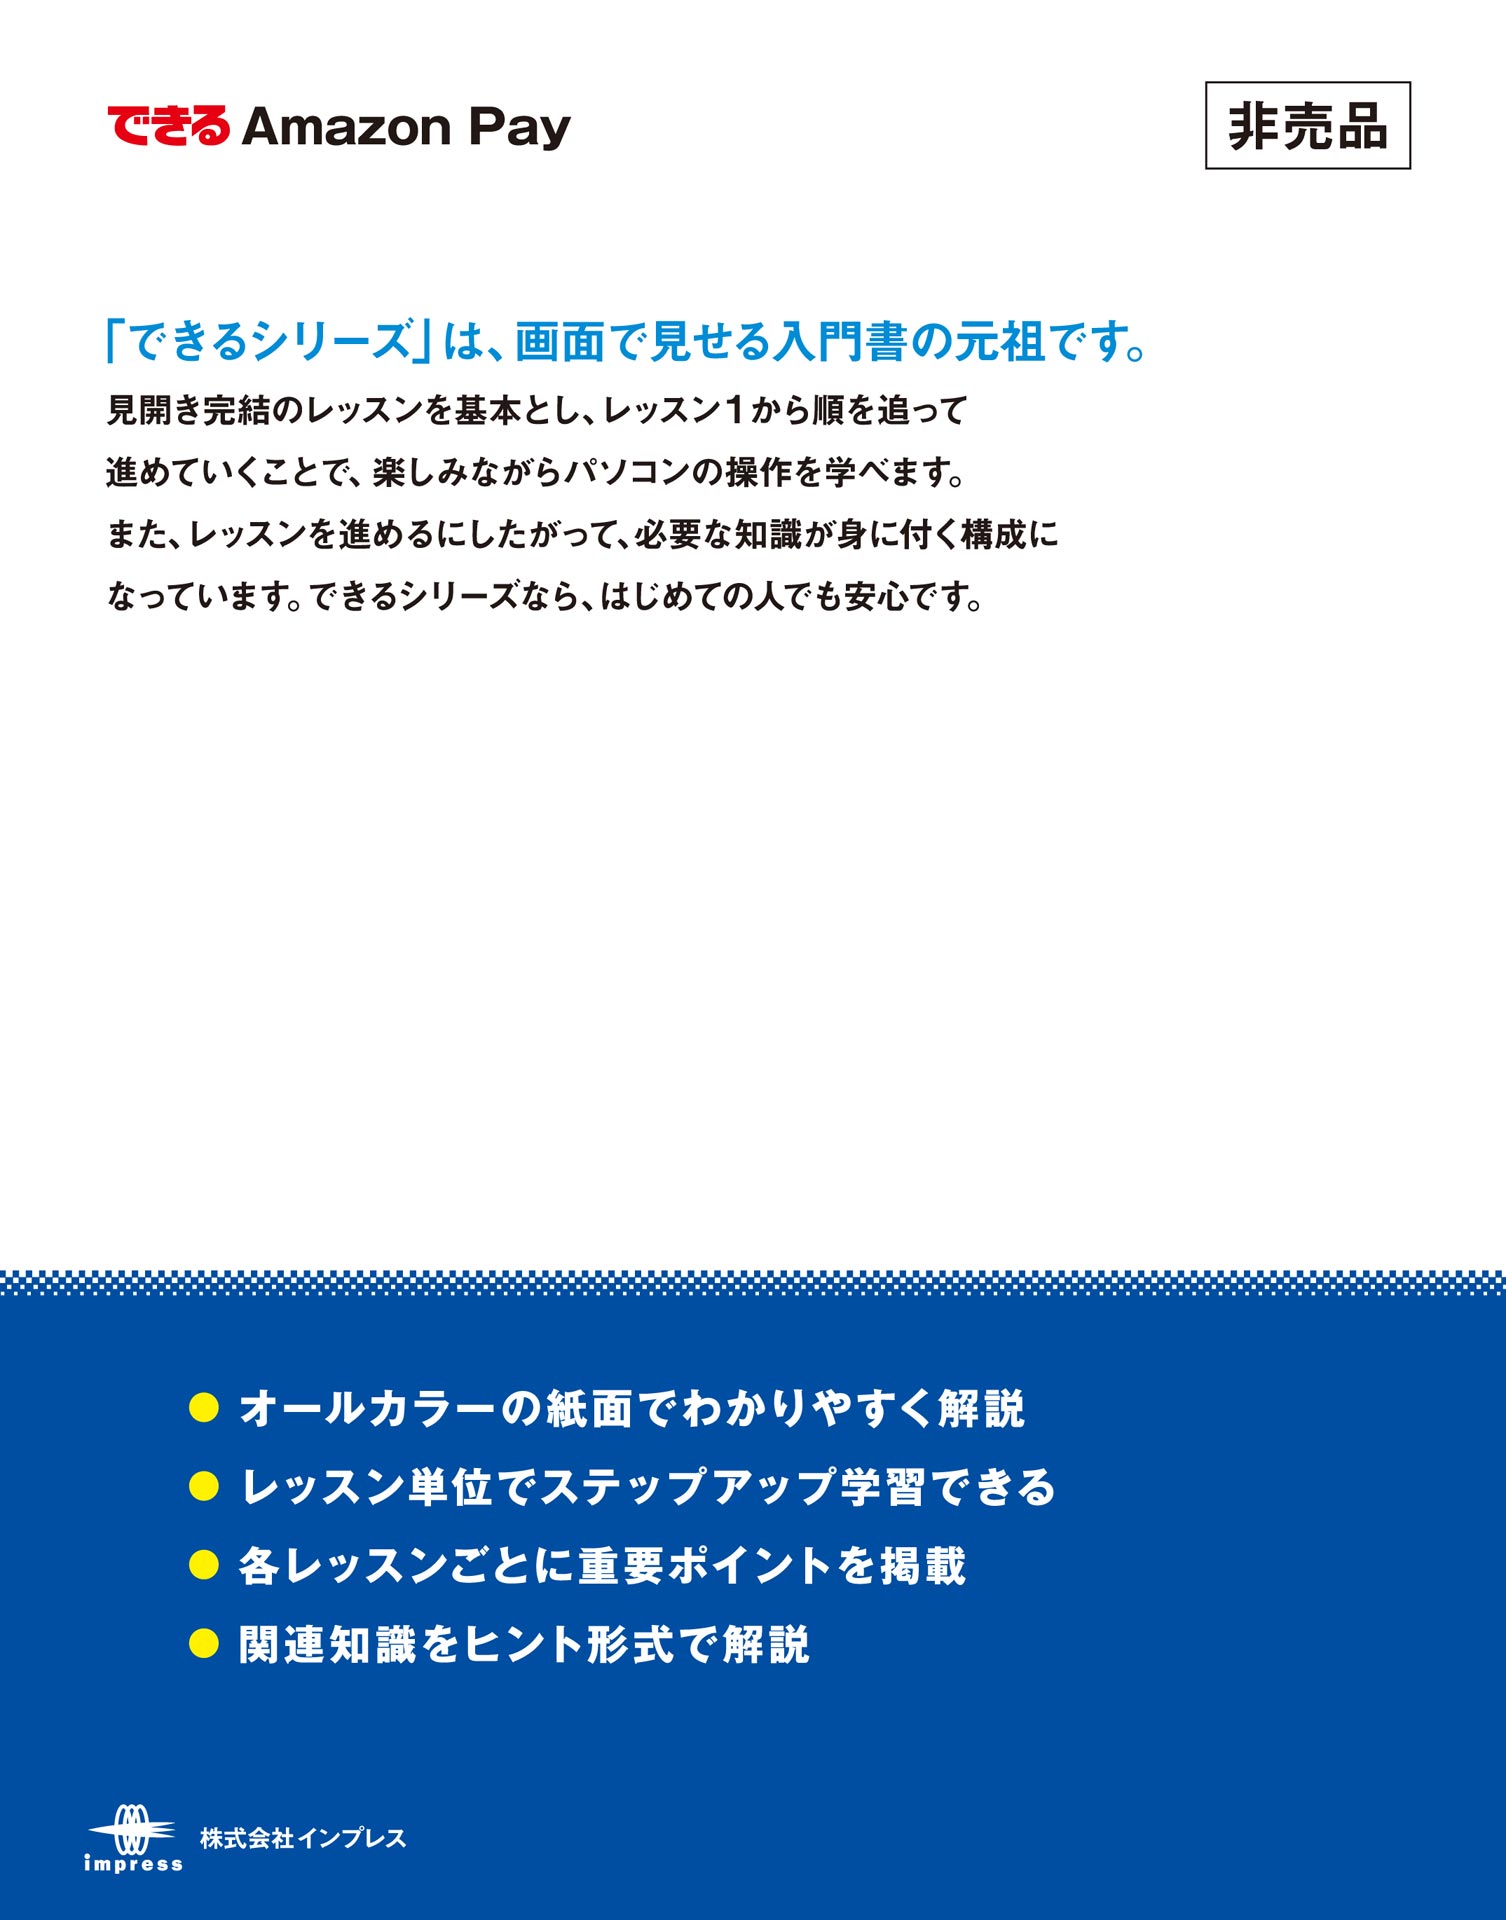 できる Amazon Pay
非売品
「できるシリーズ」は、画面で見せる入門書の元祖です。
見開き完結のレッスンを基本とし、レッスン1から順を追って
進めていくことで、楽しみながらパソコンの操作を学べます。
また、レッスンを進めるにしたがって、必要な知識が身に付く構成に
なっています。できるシリーズなら、はじめての人でも安心です。
● オールカラーの紙面でわかりやすく解説
● レッスン単位でステップアップ学習できる
● 各レッスンごとに重要ポイントを掲載
● 関連知識をヒント形式で解説
impress 株式会社インプレス